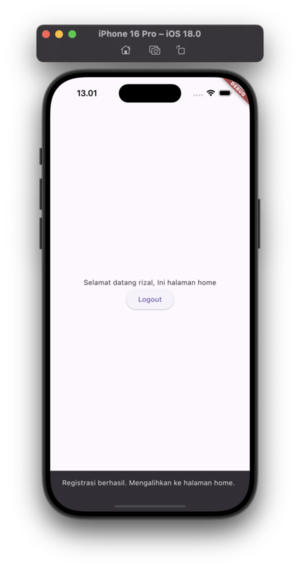 iPhone 16 Pro – iOS 18.0
13.01
DEBUG
Selamat datang rizal, Ini halaman home
Logout
Registrasi berhasil. Mengalihkan ke halaman home.